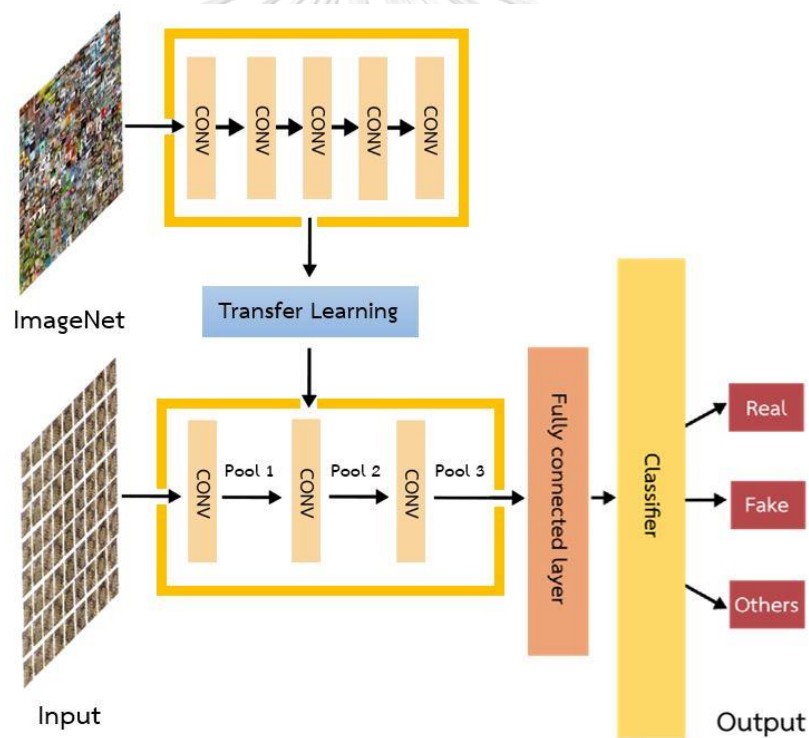 CONV
CONV
CONV
CONV
CONV
ImageNet
Transfer Learning
CONV
Pool 1
CONV
Pool 2
CONV
Pool 3
Fully connected layer
Classifier
Real
Fake
Others
Input
Output